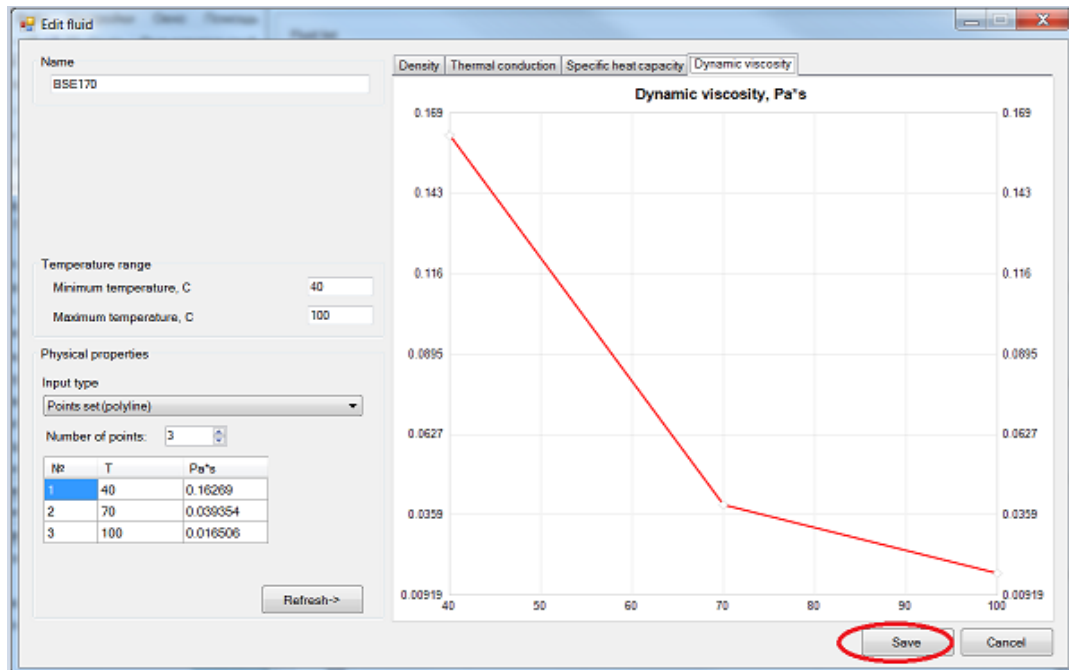 Edit fluid
Name
BSE170
Temperature range
Minimum temperature, C 40
Maximum temperature, C 100
Physical properties
Input type
Points set (polyline)
Number of points: 3
№ T Pa*s
1 40 0.16269
2 70 0.039354
3 100 0.016506
Refresh->
Density Thermal conduction Specific heat capacity Dynamic viscosity
Dynamic viscosity, Pa*s
0.169 0.169
0.143 0.143
0.116 0.116
0.0895 0.0895
0.0627 0.0627
0.0359 0.0359
0.00919 0.00919
40 50 60 70 80 90 100
Save Cancel